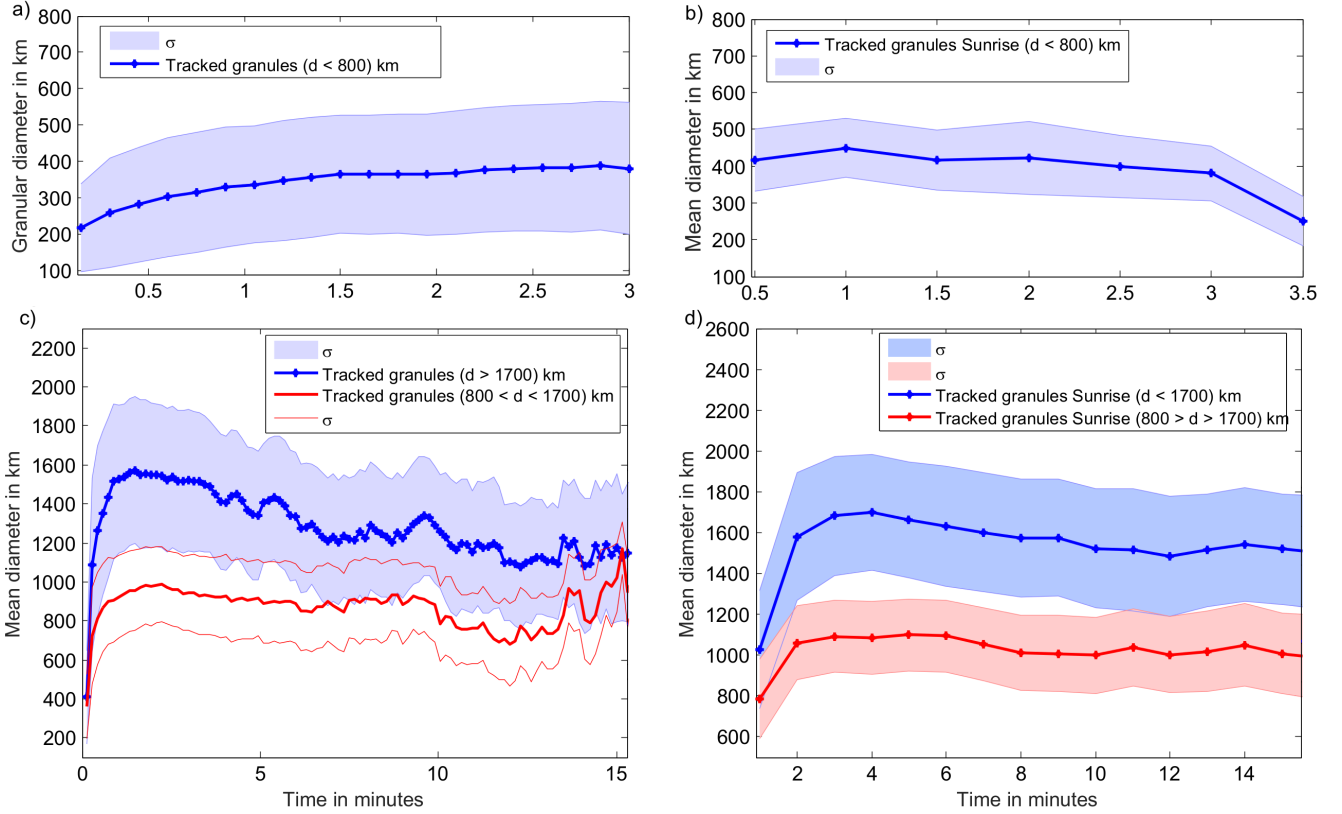 a)
800
700
600
500
400
300
200
100
Granular diameter in km
σ
Tracked granules (d < 800) km
0.5
1
1.5
2
2.5
3
b)
800
700
600
500
400
300
200
100
Mean diameter in km
Tracked granules Sunrise (d < 800) km
σ
0.5
1
1.5
2
2.5
3
3.5
c)
2200
2000
1800
1600
1400
1200
1000
800
600
400
200
Mean diameter in km
σ
Tracked granules (d > 1700) km
Tracked granules (800 < d < 1700) km
σ
0
5
10
15
Time in minutes
d)
2600
2400
2200
2000
1800
1600
1400
1200
1000
800
600
Mean diameter in km
σ
σ
Tracked granules Sunrise (d < 1700) km
Tracked granules Sunrise (800 > d > 1700) km
2
4
6
8
10
12
14
Time in minutes